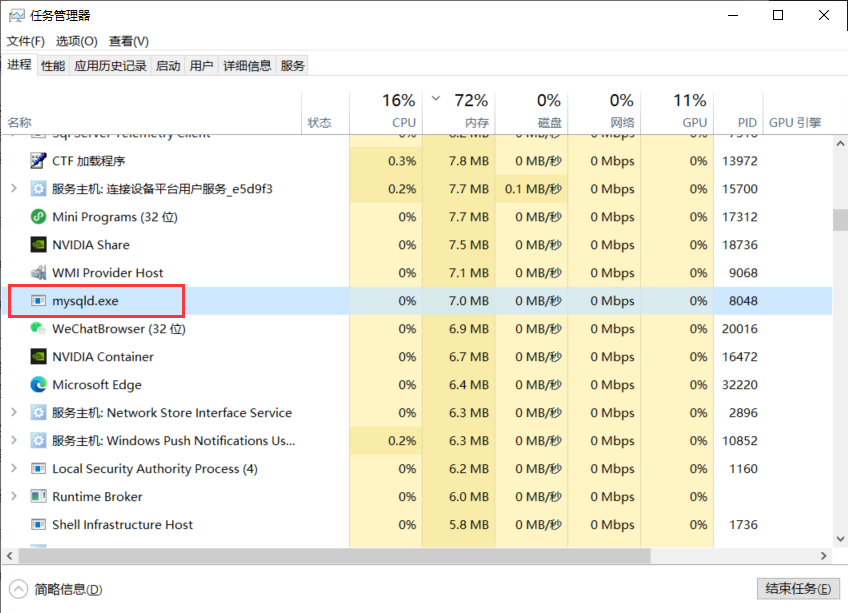 任务管理器
文件(F) 选项(O) 查看(V)
进程 性能 应用历史记录 启动 用户 详细信息 服务
16% 72% 0% 0% 11%
名称 状态 CPU 内存 磁盘 网络 GPU PID GPU 引擎
Sql Server Telemetry Client 0% 8.2 MB 0 MB/秒 0 Mbps 0% 7516
CTF 加载程序 0.3% 7.8 MB 0 MB/秒 0 Mbps 0% 13972
服务主机: 连接设备平台用户服务_e5d9f3 0.2% 7.7 MB 0.1 MB/秒 0 Mbps 0% 15700
Mini Programs (32 位) 0% 7.7 MB 0 MB/秒 0 Mbps 0% 17312
NVIDIA Share 0% 7.5 MB 0 MB/秒 0 Mbps 0% 18736
WMI Provider Host 0% 7.1 MB 0 MB/秒 0 Mbps 0% 9068
mysqld.exe 0% 7.0 MB 0 MB/秒 0 Mbps 0% 8048
WeChatBrowser (32 位) 0% 6.9 MB 0 MB/秒 0 Mbps 0% 20016
NVIDIA Container 0% 6.7 MB 0 MB/秒 0 Mbps 0% 16472
Microsoft Edge 0% 6.4 MB 0 MB/秒 0 Mbps 0% 32220
服务主机: Network Store Interface Service 0% 6.3 MB 0 MB/秒 0 Mbps 0% 2896
服务主机: Windows Push Notifications Us... 0.2% 6.3 MB 0 MB/秒 0 Mbps 0% 10852
Local Security Authority Process (4) 0% 6.2 MB 0 MB/秒 0 Mbps 0% 1160
Runtime Broker 0% 6.0 MB 0 MB/秒 0 Mbps 0%
Shell Infrastructure Host 0% 5.8 MB 0 MB/秒 0 Mbps 0% 1736
简略信息(D) 结束任务(E)